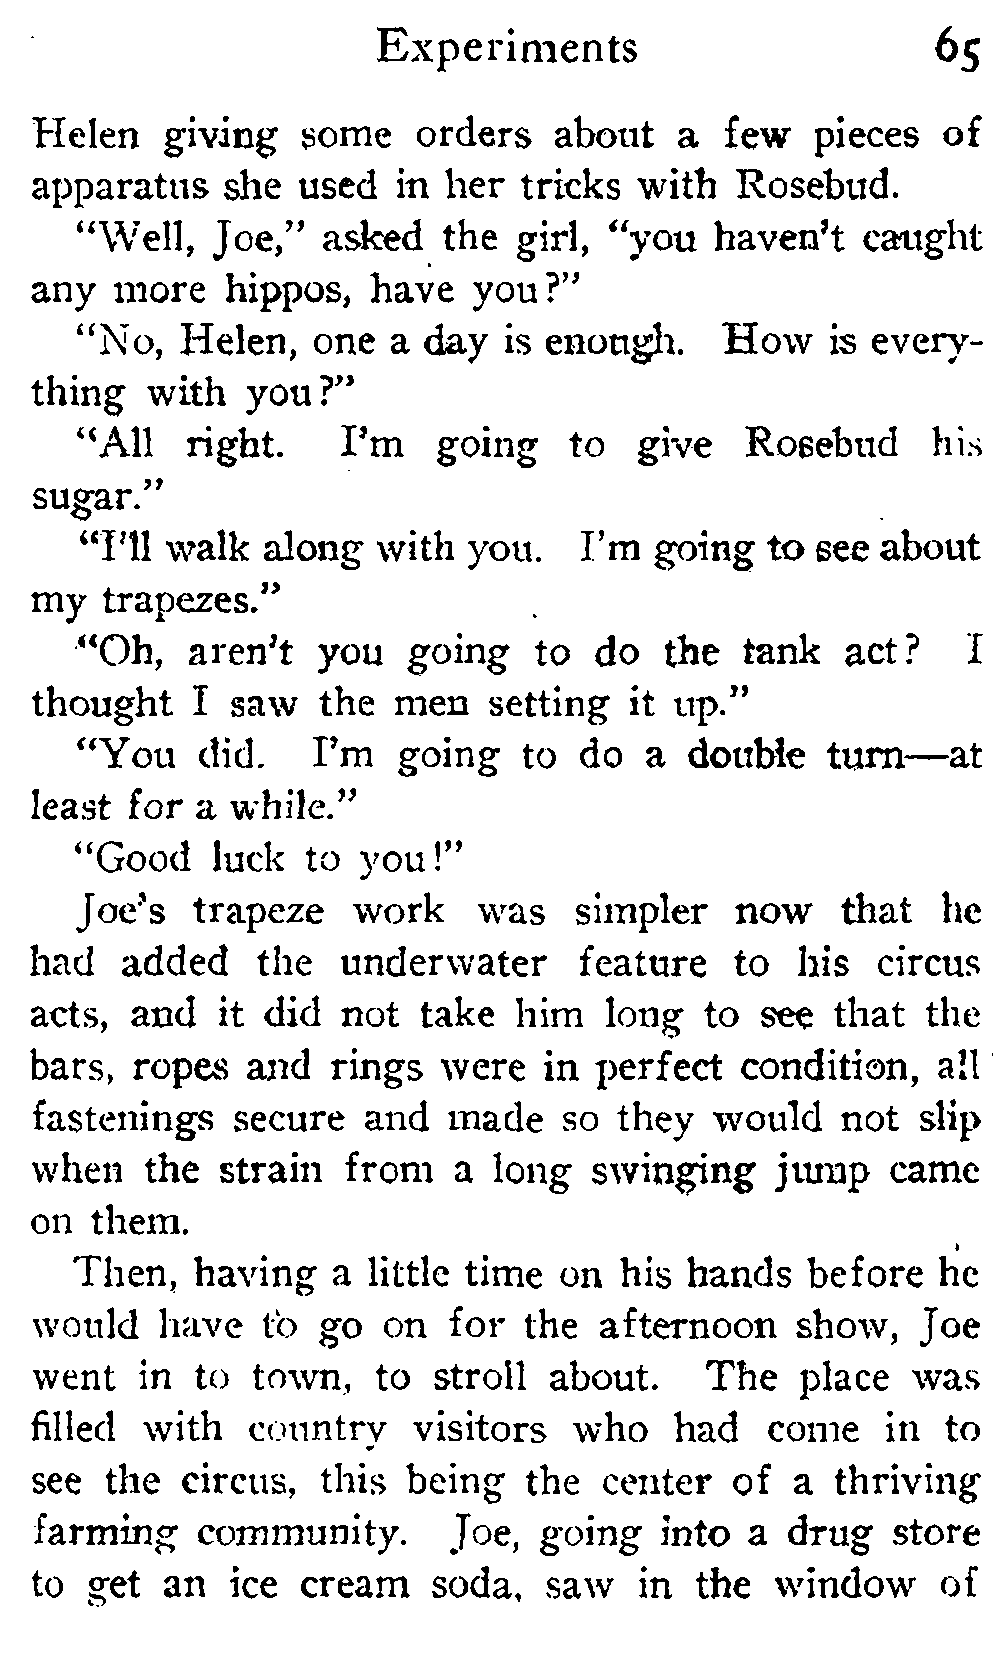 Experiments 65
Helen giving some orders about a few pieces of
apparatus she used in her tricks with Rosebud.
"Well, Joe," asked the girl, "you haven't caught
any more hippos, have you?"
"No, Helen, one a day is enough. How is every-
thing with you?"
"All right. I'm going to give Rosebud his
sugar."
"I'll walk along with you. I'm going to see about
my trapezes."
"Oh, aren't you going to do the tank act? I
thought I saw the men setting it up."
"You did. I'm going to do a double turn—at
least for a while."
"Good luck to you!"
Joe's trapeze work was simpler now that he
had added the underwater feature to his circus
acts, and it did not take him long to see that the
bars, ropes and rings were in perfect condition, all
fastenings secure and made so they would not slip
when the strain from a long swinging jump came
on them.
Then, having a little time on his hands before he
would have to go on for the afternoon show, Joe
went in to town, to stroll about. The place was
filled with country visitors who had come in to
see the circus, this being the center of a thriving
farming community. Joe, going into a drug store
to get an ice cream soda, saw in the window of